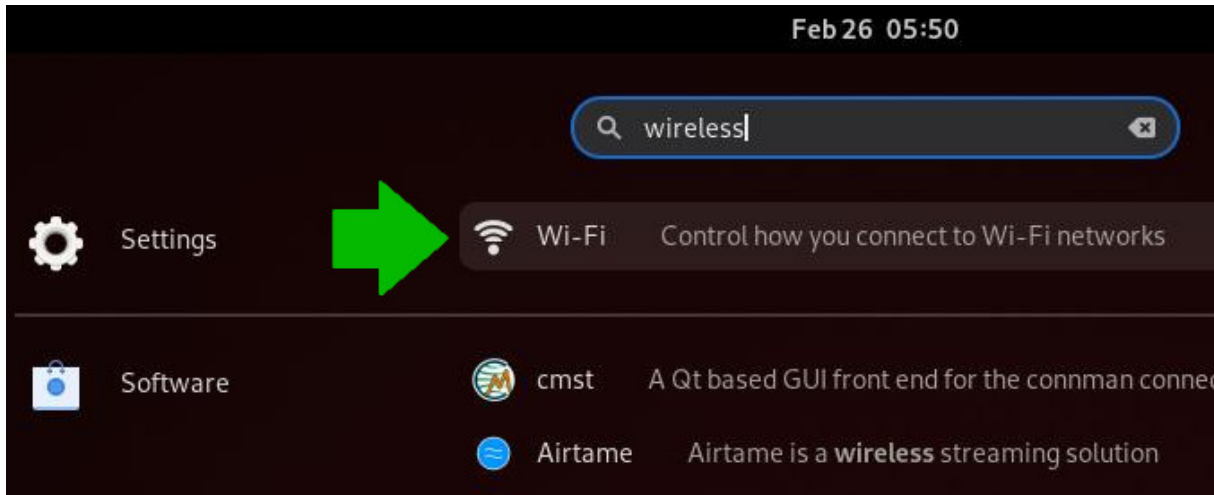 Feb 26 05:50
wireless
Settings
Wi-Fi Control how you connect to Wi-Fi networks
Software
cmst A Qt based GUI front end for the connman conne
Airtame Airtame is a wireless streaming solution